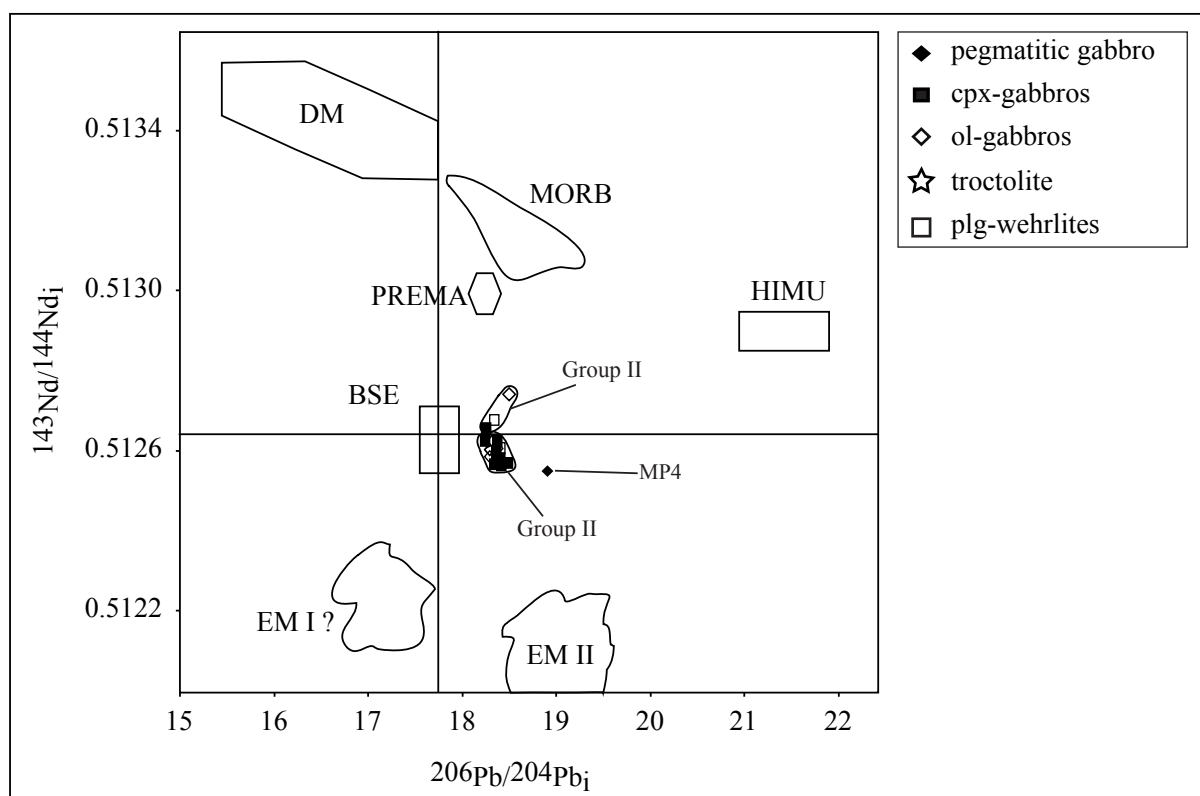 pegmatitic gabbro
cpx-gabbros
ol-gabbros
troctolite
plg-wehrlites
DM
0.5134
MORB
0.5130
PREMA
HIMU
143Nd/144Ndi
Group II
BSE
0.5126
MP4
Group II
0.5122
EM I ?
EM II
15 16 17 18 19 20 21 22
206Pb/204Pbi